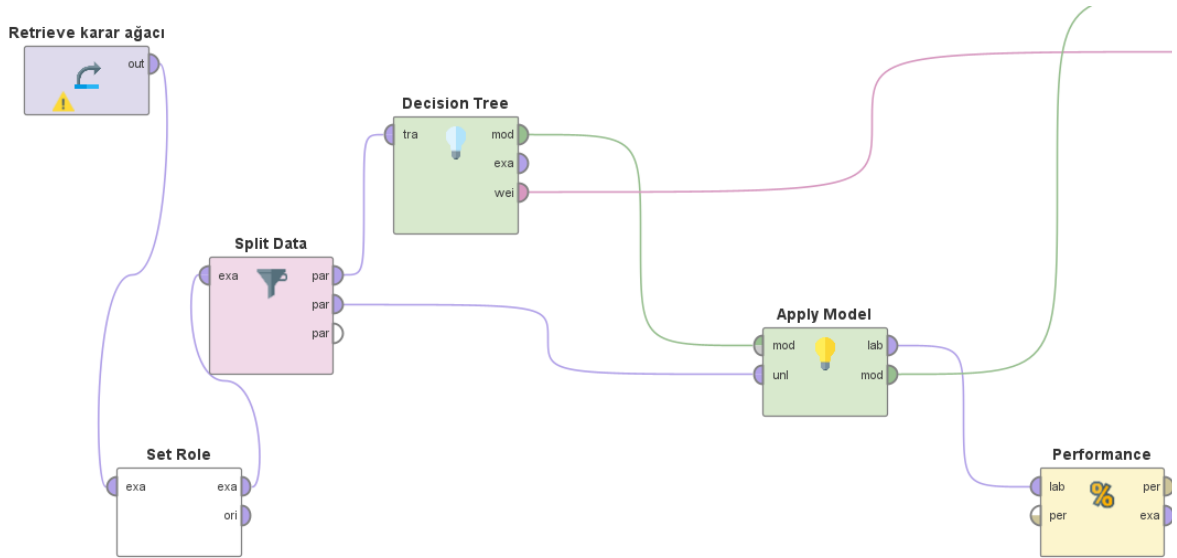 Retrieve karar ağacı
out
Decision Tree
tra
mod
exa
wei
Split Data
exa
par
par
par
Apply Model
mod
lab
unl
mod
Set Role
exa
exa
ori
Performance
%
lab
per
per
exa